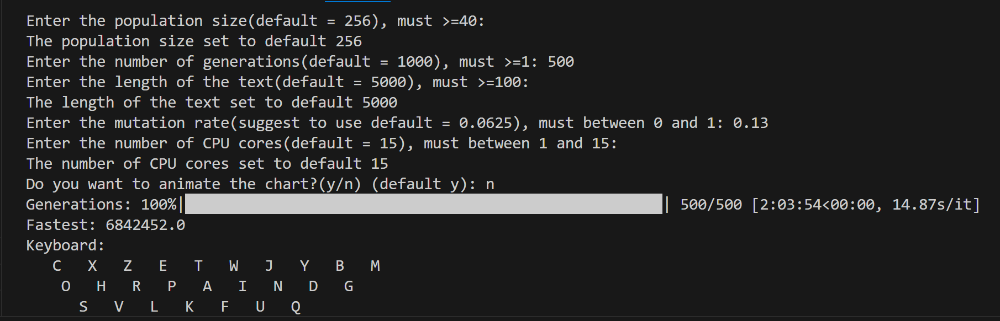 Enter the population size(default = 256), must >=40:
The population size set to default 256
Enter the number of generations(default = 1000), must >=1: 500
Enter the length of the text(default = 5000), must >=100:
The length of the text set to default 5000
Enter the mutation rate(suggest to use default = 0.0625), must between 0 and 1: 0.13
Enter the number of CPU cores(default = 15), must between 1 and 15:
The number of CPU cores set to default 15
Do you want to animate the chart?(y/n) (default y): n
Generations: 100%|██████████| 500/500 [2:03:54<00:00, 14.87s/it]
Fastest: 6842452.0
Keyboard:
   C   X   Z   E   T   W   J   Y   B   M
    O   H   R   P   A   I   N   D   G
      S   V   L   K   F   U   Q